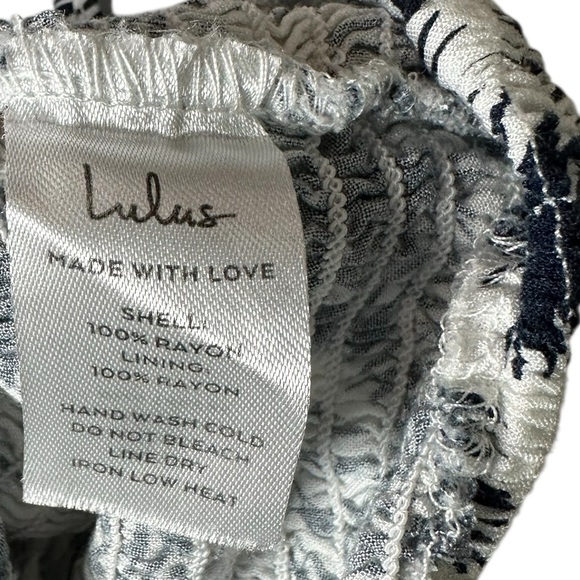 Lulus
MADE WITH LOVE
SHELL:
100% RAYON
LINING:
100% RAYON
HAND WASH COLD
DO NOT BLEACH
LINE DRY
IRON LOW HEAT